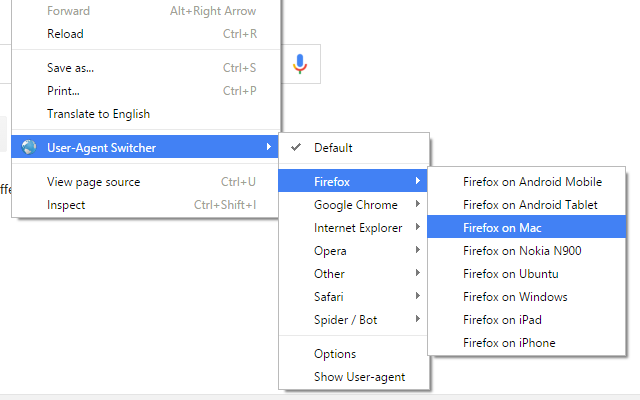 Forward Alt+Right Arrow
Reload Ctrl+R
Save as... Ctrl+S
Print... Ctrl+P
Translate to English
User-Agent Switcher
View page source Ctrl+U
Inspect Ctrl+Shift+I
ffe
Default
Firefox
Google Chrome
Internet Explorer
Opera
Other
Safari
Spider / Bot
Options
Show User-agent
Firefox on Android Mobile
Firefox on Android Tablet
Firefox on Mac
Firefox on Nokia N900
Firefox on Ubuntu
Firefox on Windows
Firefox on iPad
Firefox on iPhone